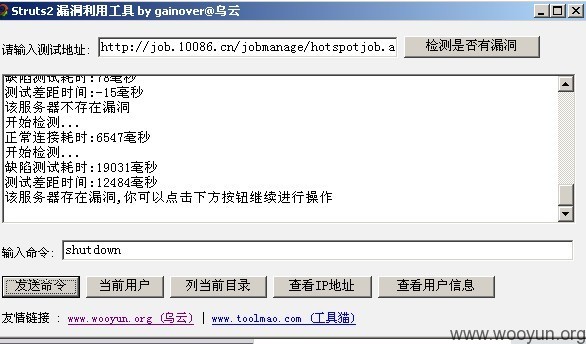 Struts2 漏洞利用工具 by gainover@乌云
请输入测试地址: http://job.10086.cn/jobmanage/hotspotjob.a 检测是否有漏洞
缺陷测试耗时:78毫秒
测试差距时间:-15毫秒
该服务器不存在漏洞
开始检测...
正常连接耗时:6547毫秒
开始检测...
缺陷测试耗时:19031毫秒
测试差距时间:12484毫秒
该服务器存在漏洞,你可以点击下方按钮继续进行操作
输入命令: shutdown
发送命令 当前用户 列当前目录 查看IP地址 查看用户信息
友情链接 : www.wooyun.org (乌云) | www.toolmao.com (工具猫)
www.wooyun.org